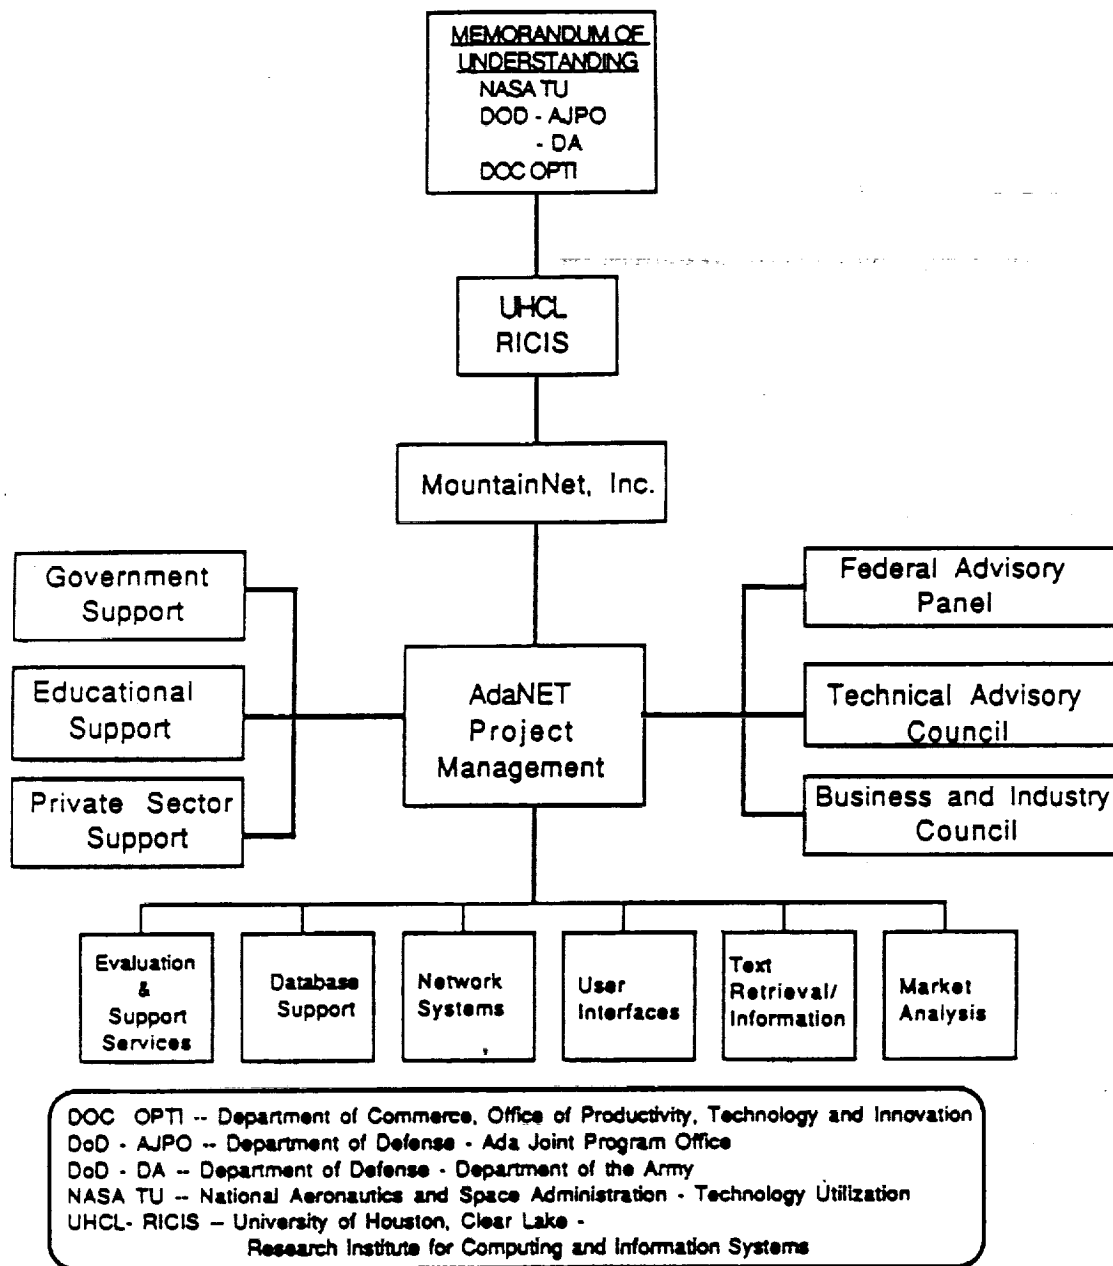 MEMORANDUM OF
UNDERSTANDING
NASA TU
DOD - AJPO
- DA
DOC OPTI
UHCL
RICIS
MountainNet, Inc.
Government
Support
Educational
Support
Private Sector
Support
AdaNET
Project
Management
Federal Advisory
Panel
Technical Advisory
Council
Business and Industry
Council
Evaluation
&
Support
Services
Database
Support
Network
Systems
User
Interfaces
Text
Retrieval/
Information
Market
Analysis
DOC OPTI -- Department of Commerce, Office of Productivity, Technology and Innovation
DoD - AJPO -- Department of Defense - Ada Joint Program Office
DoD - DA -- Department of Defense - Department of the Army
NASA TU -- National Aeronautics and Space Administration - Technology Utilization
UHCL- RICIS -- University of Houston, Clear Lake -
Research Institute for Computing and Information Systems